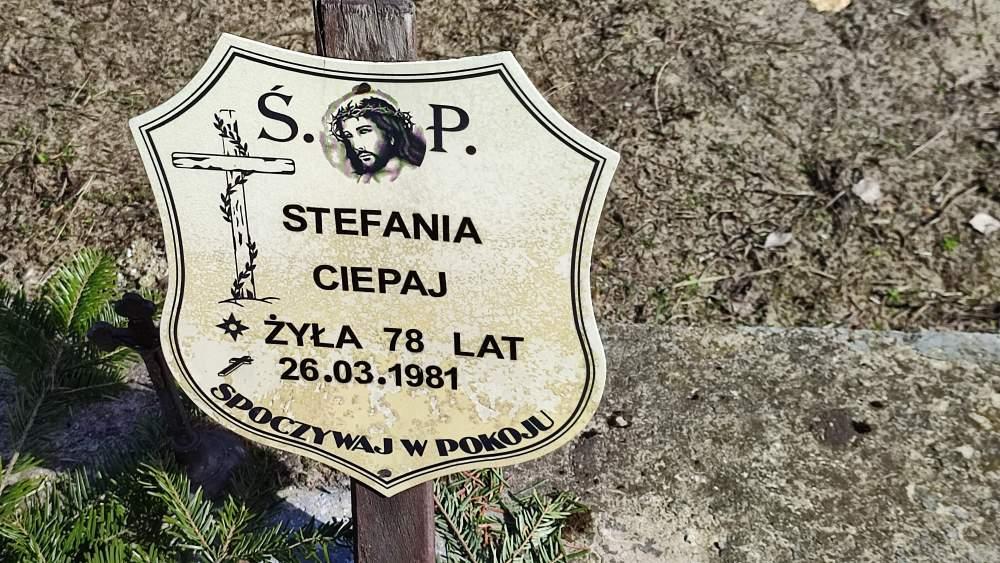 Ś. P.
STEFANIA
CIEPAJ
ŻYŁA 78 LAT
26.03.1981
SPOCZYWAJ W POKOJU